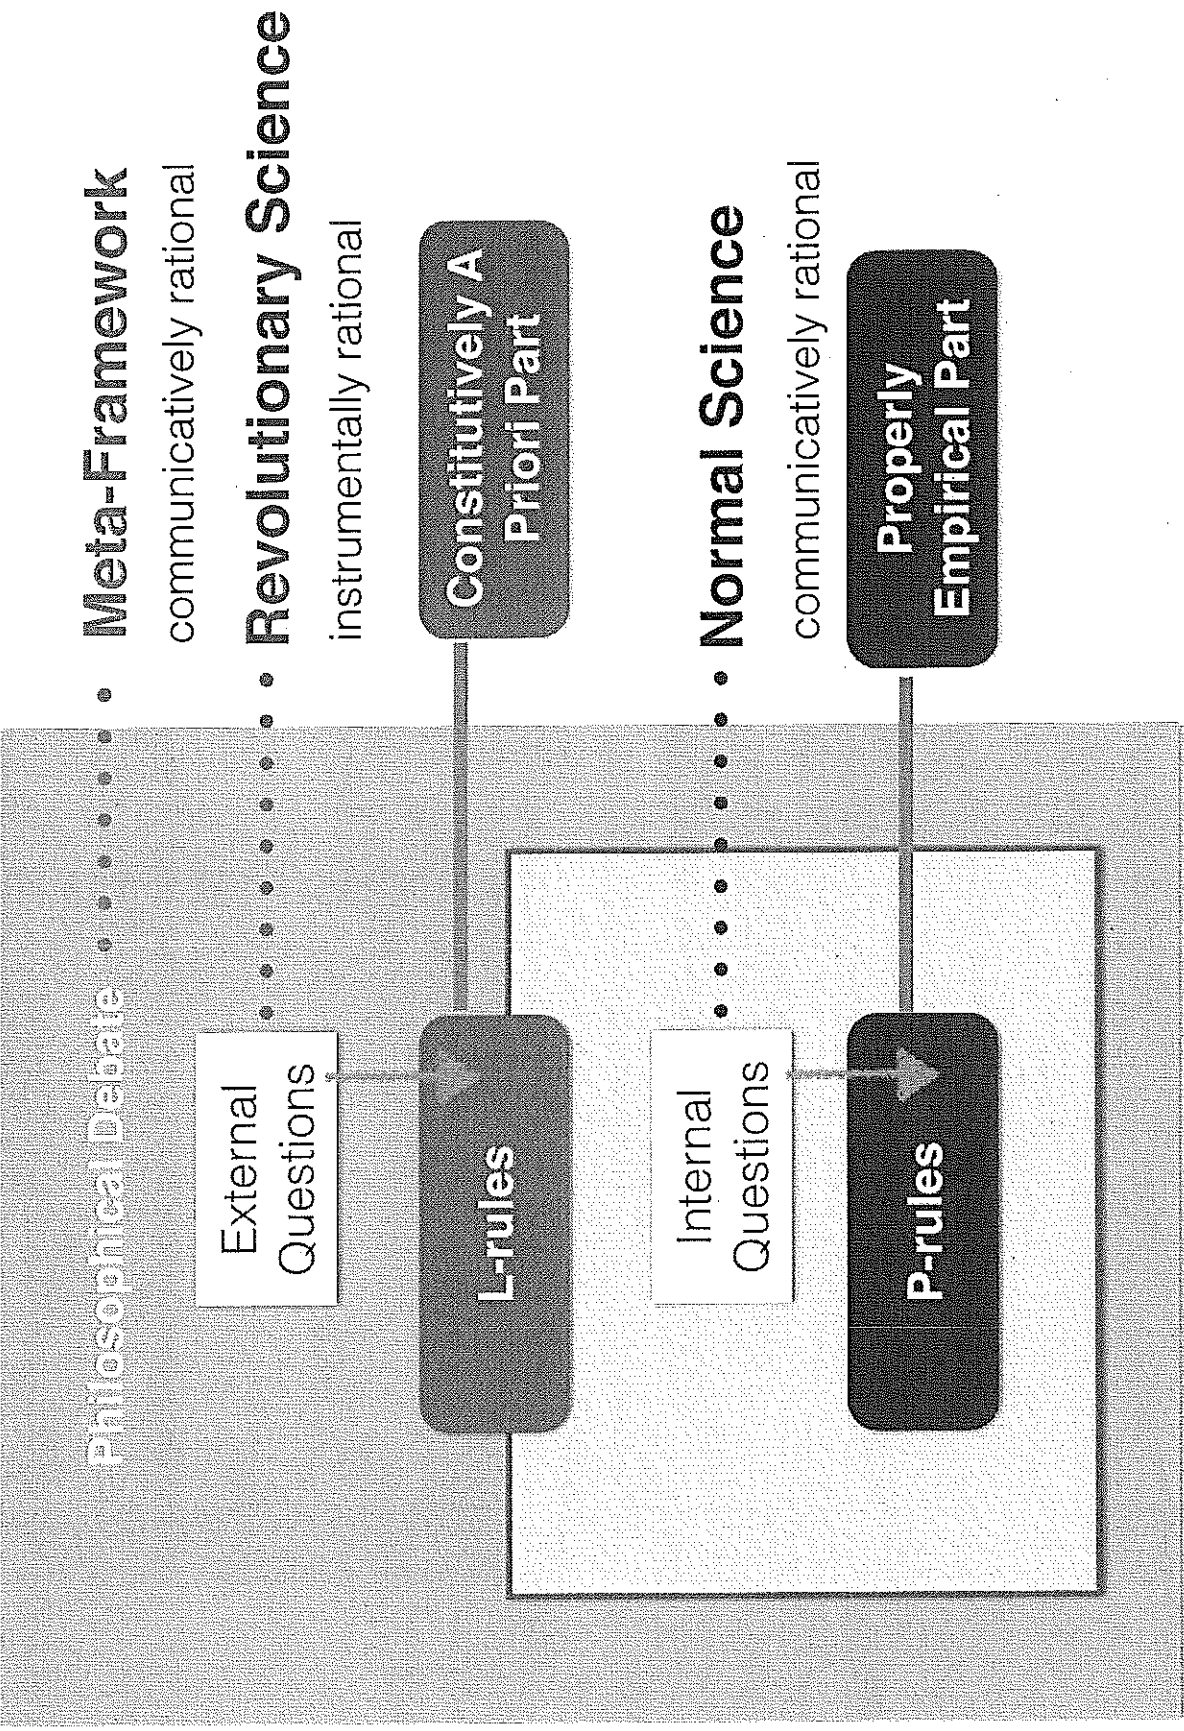 Philosophical Debate
Meta-Framework
communicatively rational
External
Questions
Revolutionary Science
instrumentally rational
L-rules
Constitutively A
Priori Part
Internal
Questions
Normal Science
communicatively rational
P-rules
Properly
Empirical Part